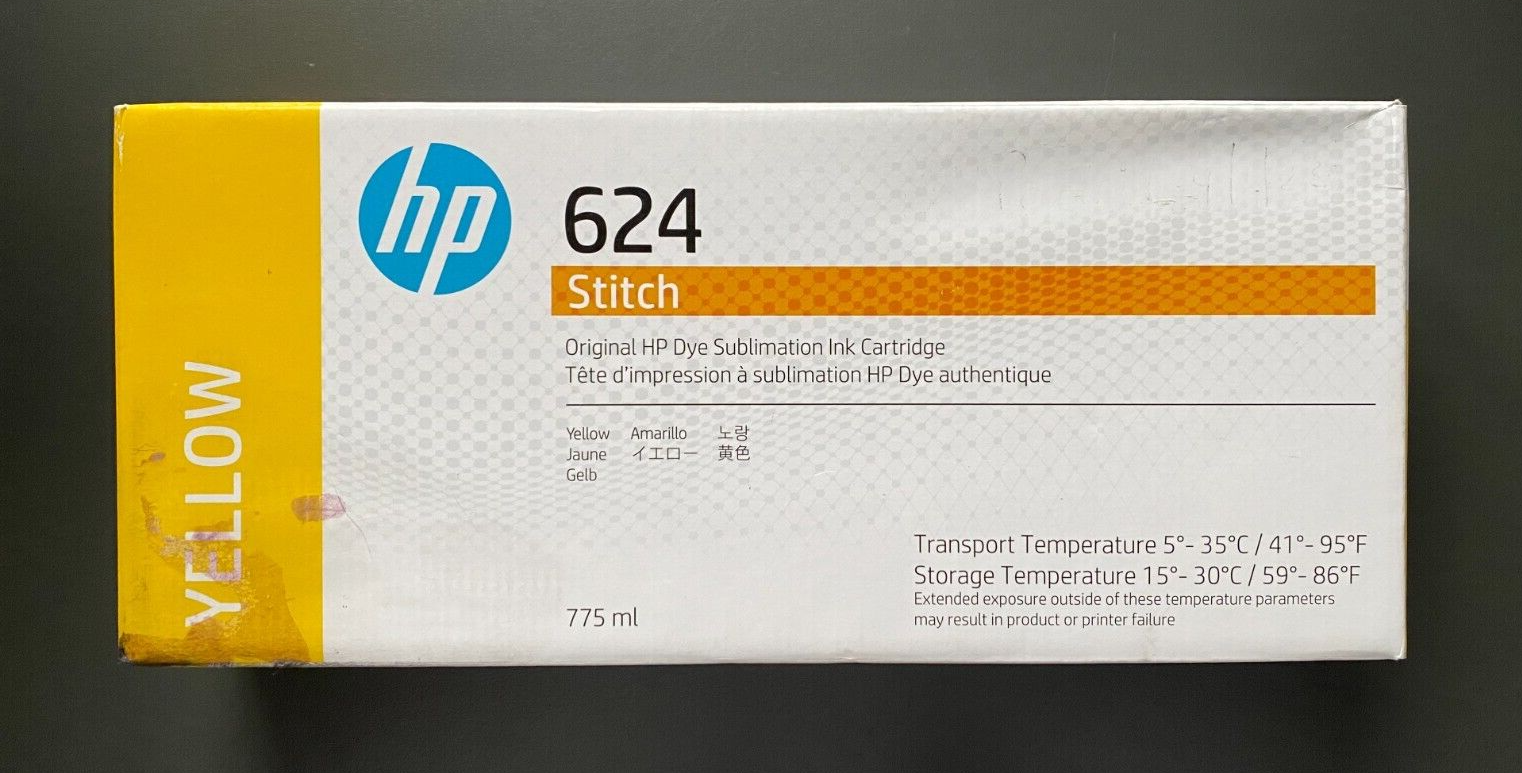 YELLOW
hp
624
Stitch
Original HP Dye Sublimation Ink Cartridge
Tête d'impression à sublimation HP Dye authentique
Yellow Amarillo 노랑
Jaune イエロー 黄色
Gelb
775 ml
Transport Temperature 5°- 35°C / 41°- 95°F
Storage Temperature 15°- 30°C / 59°- 86°F
Extended exposure outside of these temperature parameters
may result in product or printer failure